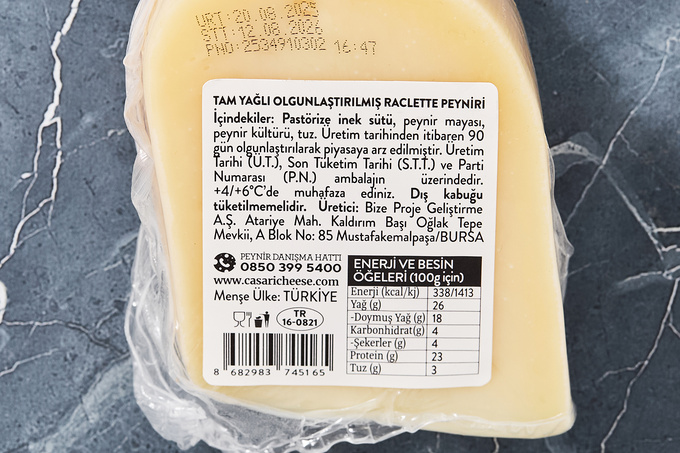 ÜRT:20.08.2025
STT:12.08.2026
PNO:2534910302 16:47
TAM YAĞLI OLGUNLAŞTIRILMIŞ RACLETTE PEYNİRİ
İçindekiler: Pastörize inek sütü, peynir mayası,
peynir kültürü, tuz. Üretim tarihinden itibaren 90
gün olgunlaştırılarak piyasaya arz edilmiştir. Üretim
Tarihi (Ü.T.), Son Tüketim Tarihi (S.T.T.) ve Parti
Numarası (P.N.) ambalajın üzerindedir.
+4/+6°C'de muhafaza ediniz. Dış kabuğu
tüketilmemelidir. Üretici: Bize Proje Geliştirme
A.Ş. Atariye Mah. Kaldırım Başı Oğlak Tepe
Mevkii, A Blok No: 85 Mustafakemalpaşa/BURSA
PEYNİR DANIŞMA HATTI
0850 399 5400
www.casaricheese.com
Menşe Ülke: TÜRKİYE
TR
16-0821
8 682983 745165
ENERJİ VE BESİN
ÖĞELERİ (100g için)
Enerji (kcal/kj) 338/1413
Yağ (g) 26
-Doymuş Yağ (g) 18
Karbonhidrat(g) 4
-Şekerler (g) 4
Protein (g) 23
Tuz (g) 3